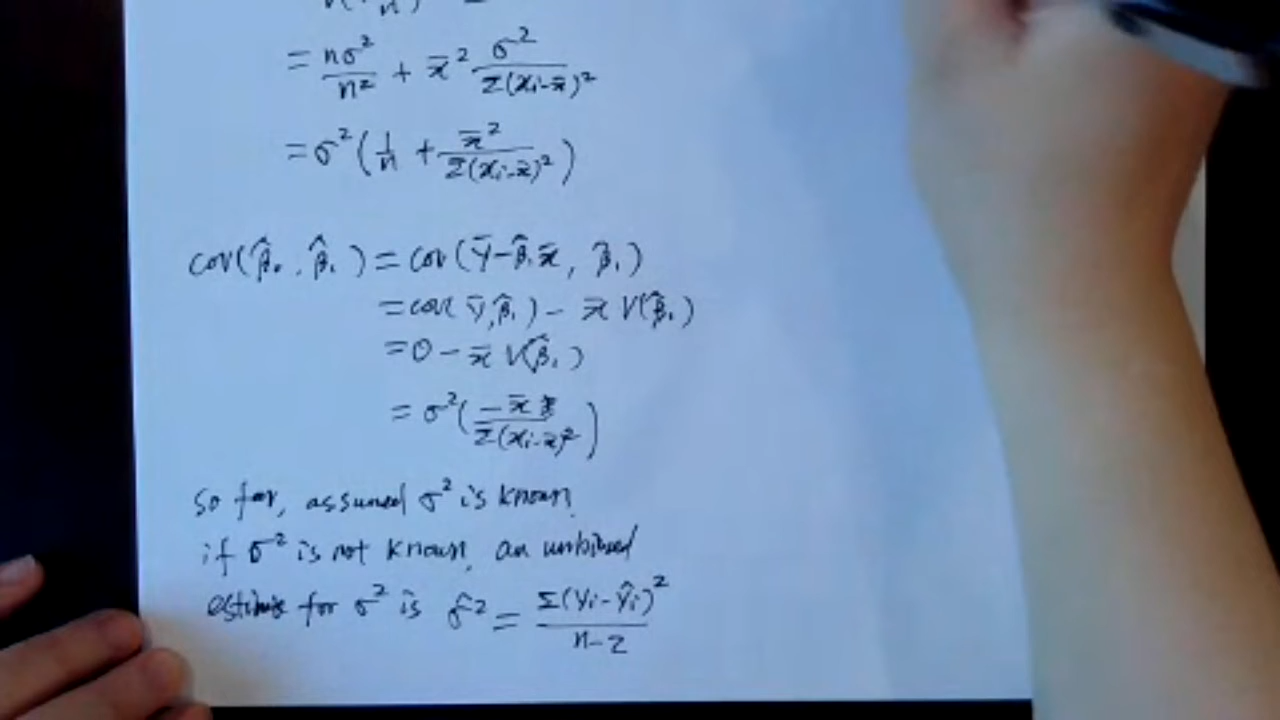 = nσ²/n² + x̄² σ²/Σ(xᵢ-x̄)²
= σ²(1/n + x̄²/Σ(xᵢ-x̄)²)
cov(β̂₀, β̂₁) = cov(Ȳ-β̂₁x̄, β̂₁)
= cov(Ȳ, β̂₁) - x̄ V(β̂₁)
= 0 - x̄ V(β̂₁)
= σ²(-x̄/Σ(xᵢ-x̄)²)
so far, assumed σ² is known.
if σ² is not known, an unbiased
estimate for σ² is σ̂² = Σ(Yᵢ-Ŷᵢ)²/n-2